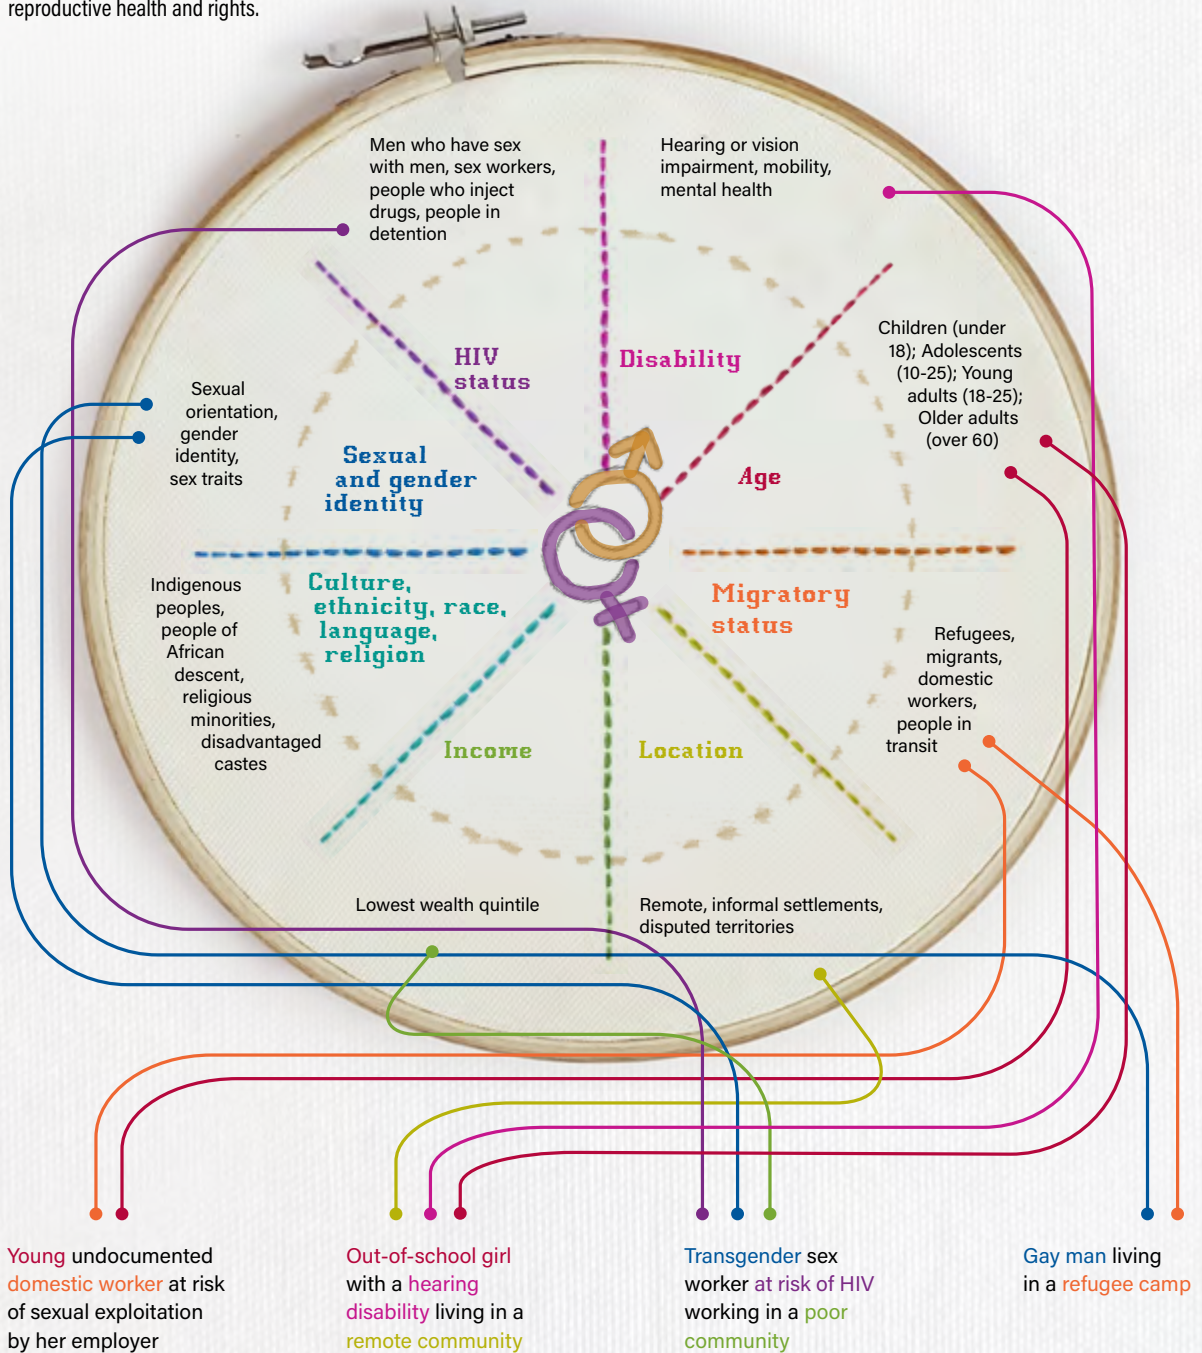 reproductive health and rights.
Men who have sex
with men, sex workers,
people who inject
drugs, people in
detention
Hearing or vision
impairment, mobility,
mental health
HIV
status
Disability
Children (under
18); Adolescents
(10-25); Young
adults (18-25);
Older adults
(over 60)
Sexual
orientation,
gender
identity,
sex traits
Sexual
and gender
identity
Age
Indigenous
peoples,
people of
African
descent,
religious
minorities,
disadvantaged
castes
Culture,
ethnicity, race,
language,
religion
Migratory
status
Refugees,
migrants,
domestic
workers,
people in
transit
Income
Location
Lowest wealth quintile
Remote, informal settlements,
disputed territories
Young undocumented
domestic worker at risk
of sexual exploitation
by her employer
Out-of-school girl
with a hearing
disability living in a
remote community
Transgender sex
worker at risk of HIV
working in a poor
community
Gay man living
in a refugee camp